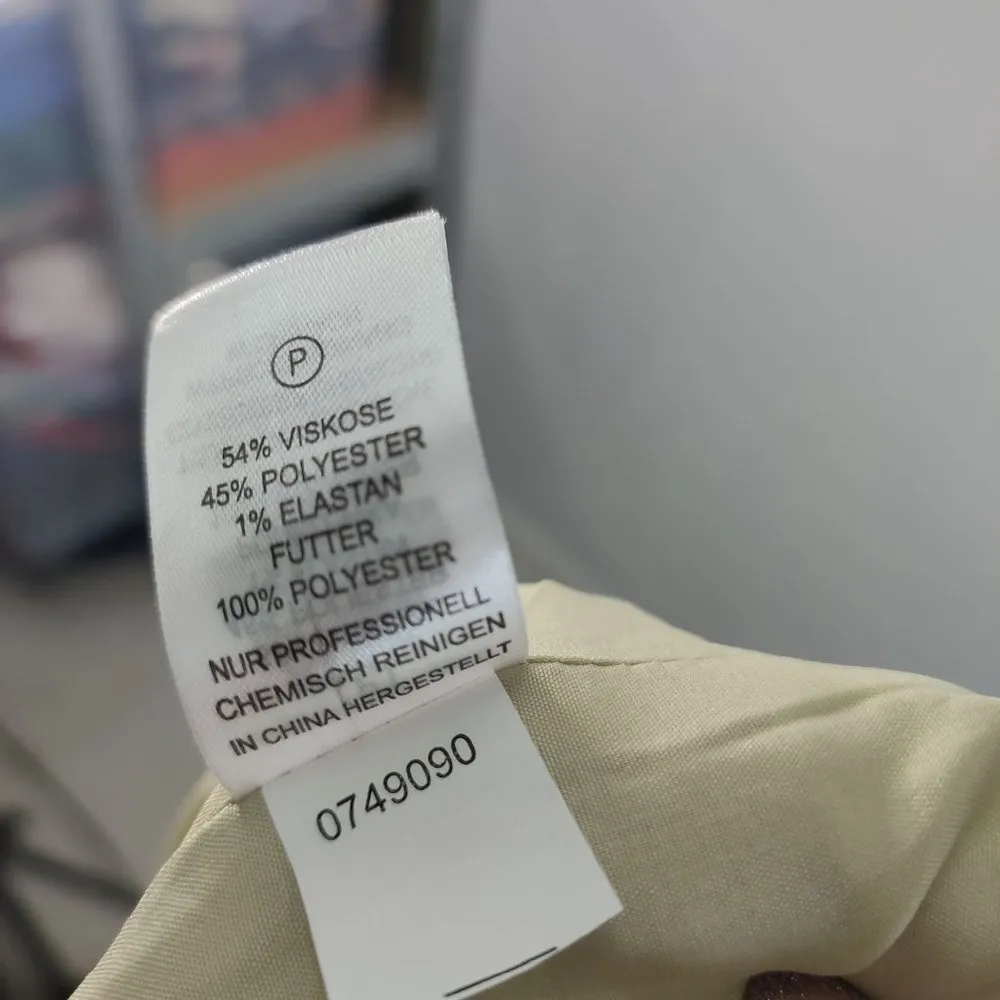 P
54% VISKOSE
45% POLYESTER
1% ELASTAN
FUTTER
100% POLYESTER
NUR PROFESSIONELL
CHEMISCH REINIGEN
IN CHINA HERGESTELLT
0749090